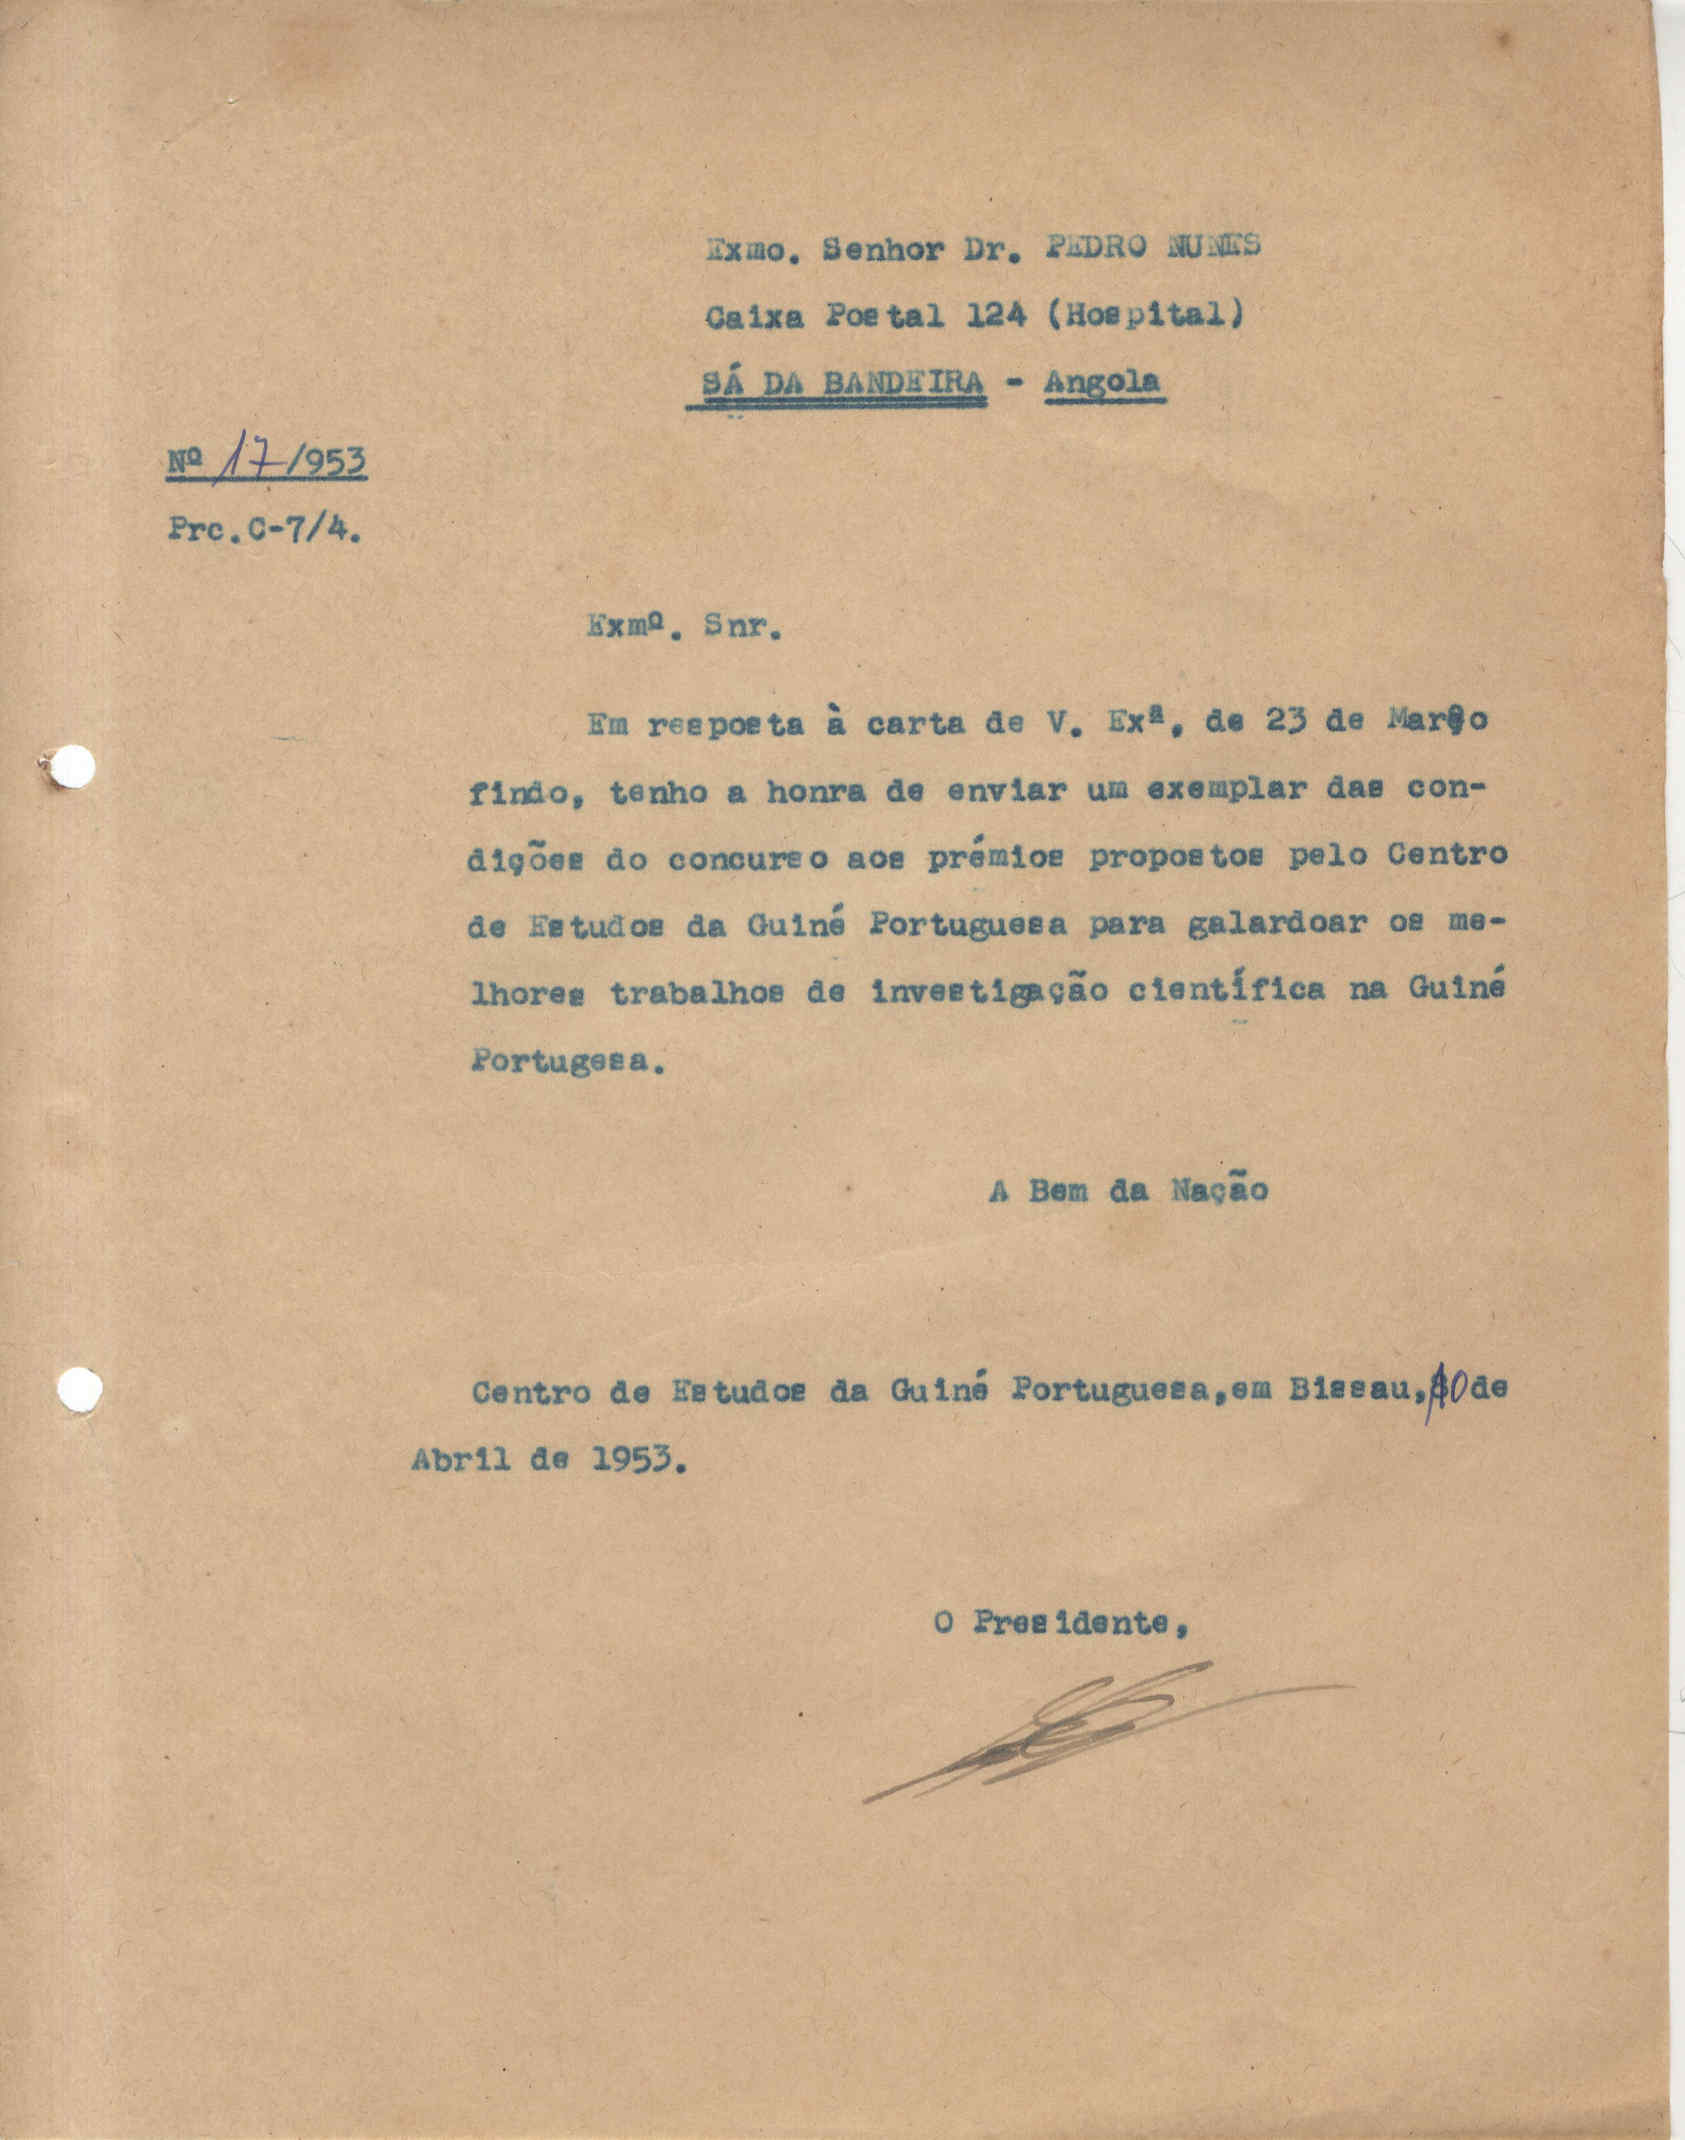 Exmo. Senhor Dr. PEDRO NUNES
Caixa Postal 124 (Hospital)
SÁ DA BANDEIRA - Angola
Nº 17/953
Prc.C-7/4.
Exmº. Snr.
Em resposta à carta de V. Exª, de 23 de Março
findo, tenho a honra de enviar um exemplar das con-
dições do concurso aos prémios propostos pelo Centro
de Estudos da Guiné Portuguesa para galardoar os me-
lhores trabalhos de investigação científica na Guiné
Portugesa.
A Bem da Nação
Centro de Estudos da Guiné Portuguesa,em Bissau,10 de
Abril de 1953.
O Presidente,